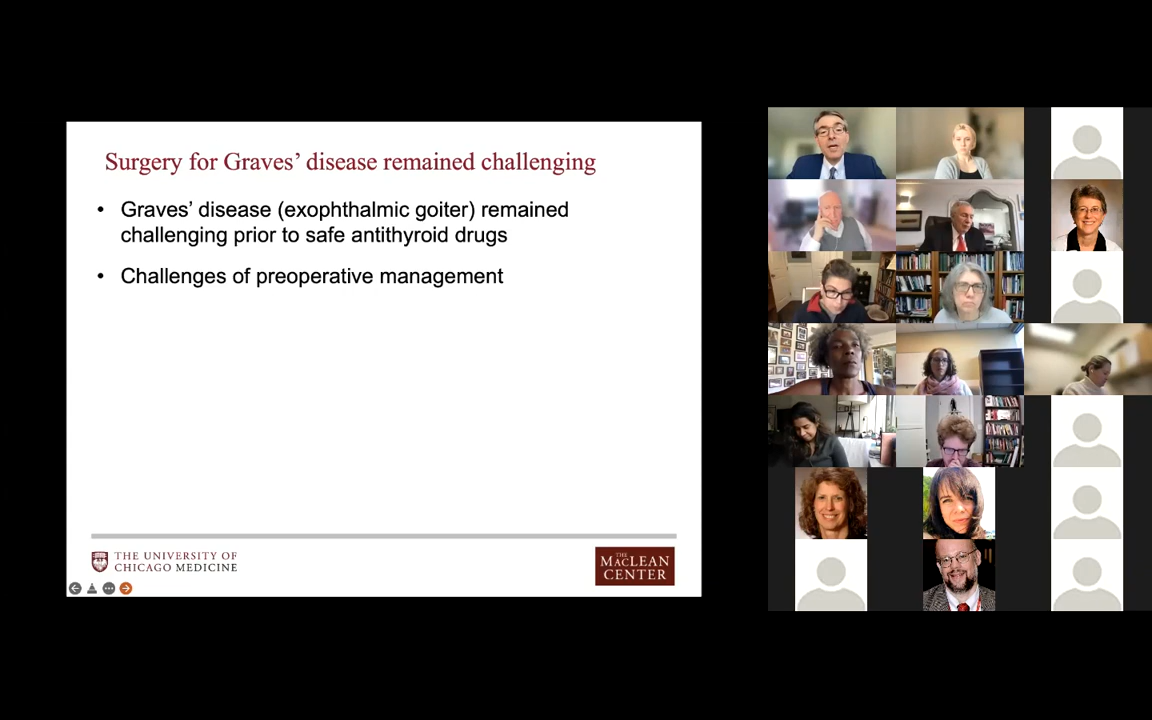 Surgery for Graves’ disease remained challenging
• Graves’ disease (exophthalmic goiter) remained
challenging prior to safe antithyroid drugs
• Challenges of preoperative management
THE UNIVERSITY OF
CHICAGO MEDICINE
THE
MACLEAN
CENTER